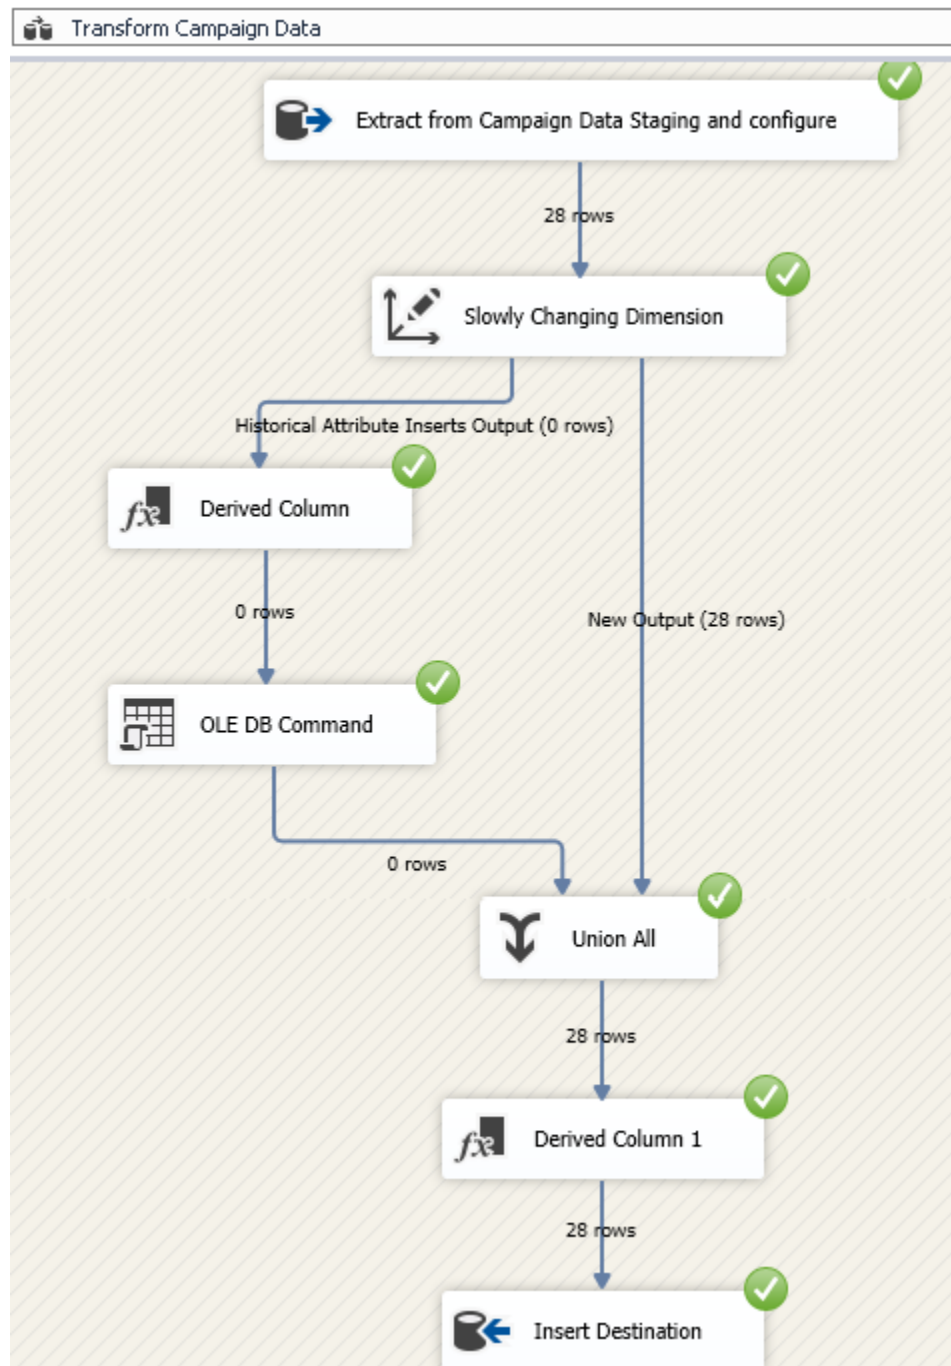 Transform Campaign Data
Extract from Campaign Data Staging and configure
28 rows
Slowly Changing Dimension
Historical Attribute Inserts Output (0 rows)
Derived Column
0 rows
New Output (28 rows)
OLE DB Command
0 rows
Union All
28 rows
Derived Column 1
28 rows
Insert Destination